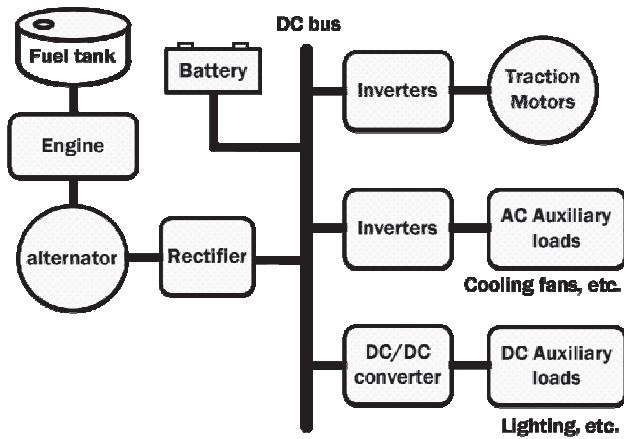 DC bus
Fuel tank
Battery
Inverters
Traction
Motors
Engine
alternator
Rectifier
Inverters
AC Auxiliary
loads
Cooling fans, etc.
DC/DC
converter
DC Auxiliary
loads
Lighting, etc.